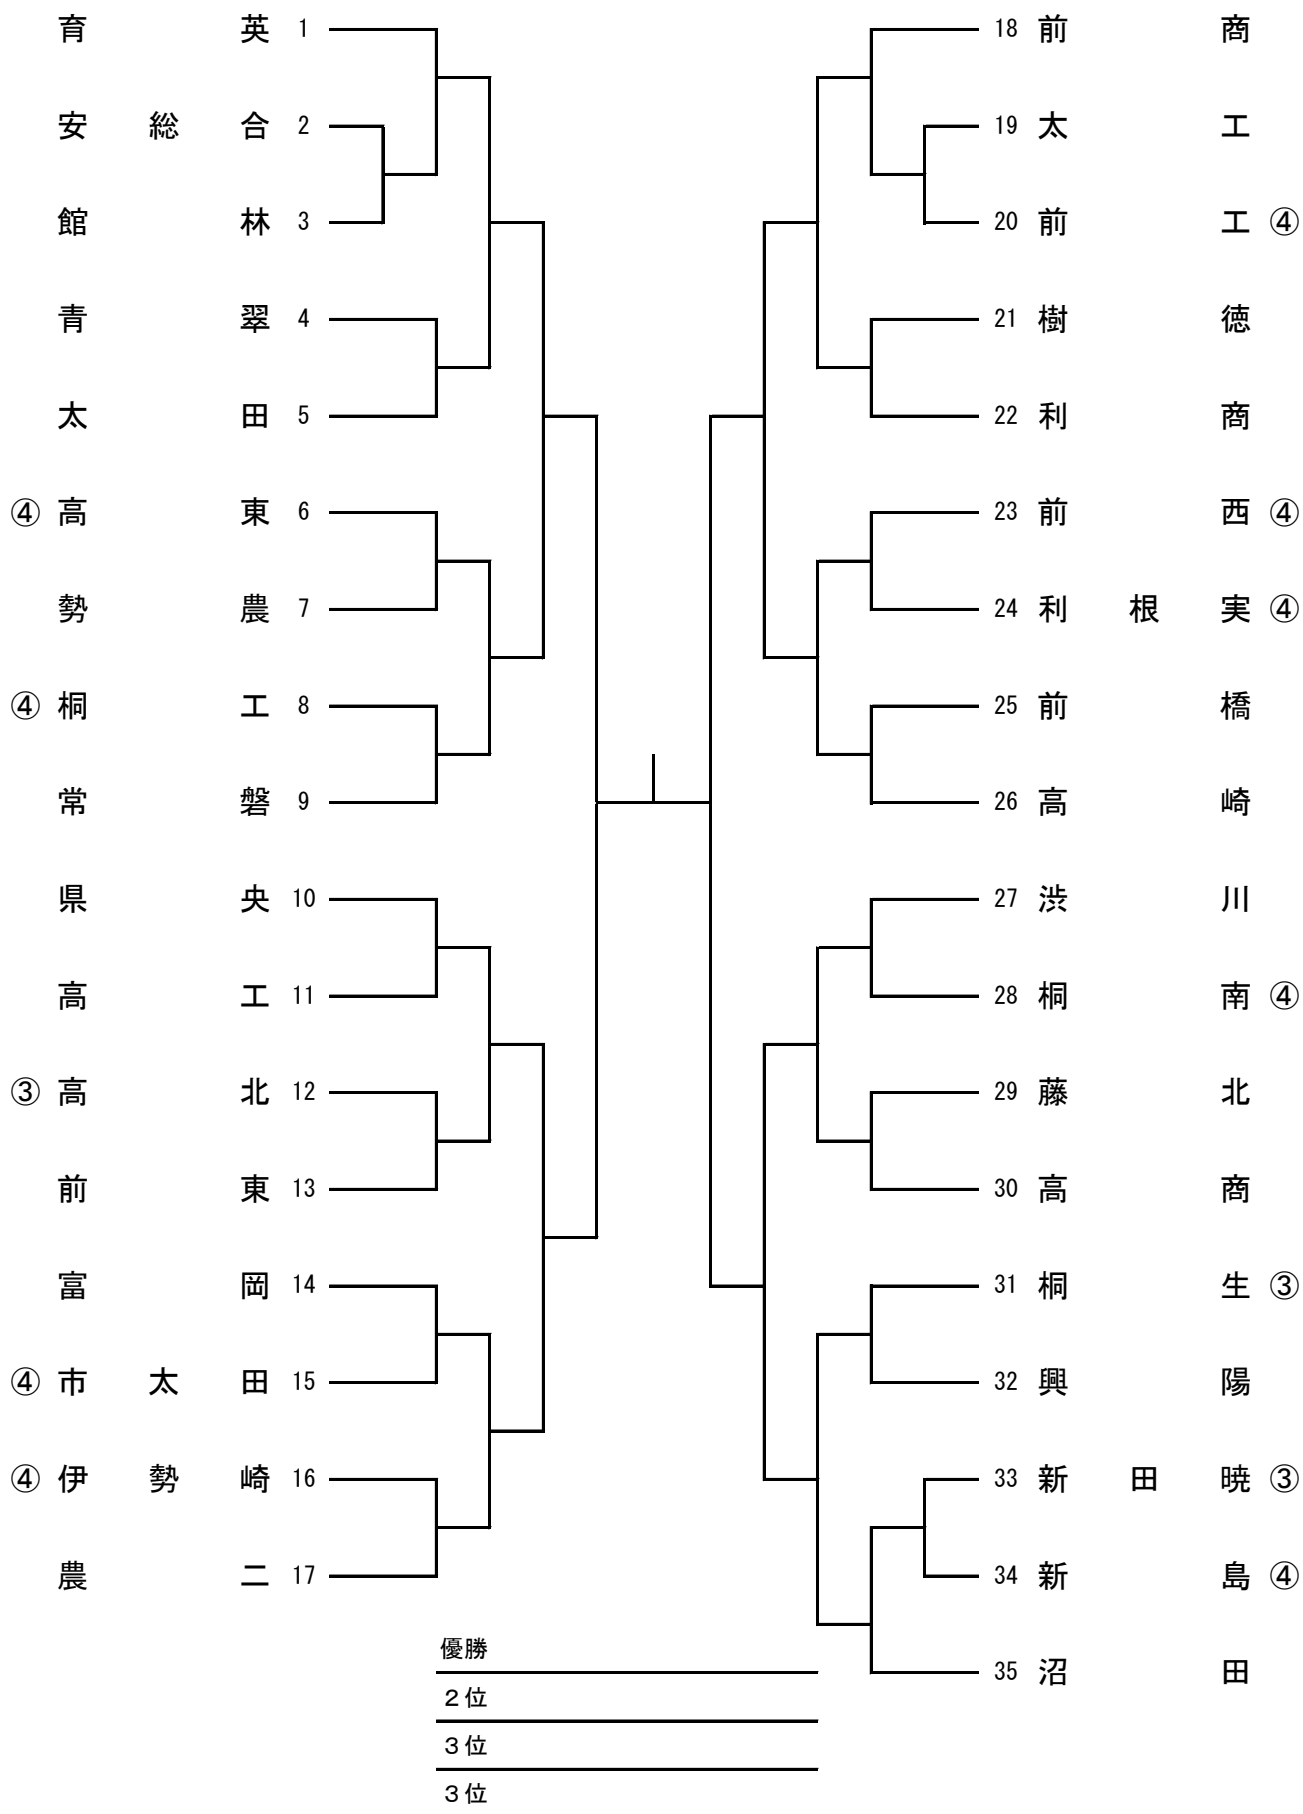 育英 1
安総合 2
館林 3
青翠 4
太田 5
④ 高東 6
勢農 7
④ 桐工 8
常磐 9
県央 10
高工 11
③ 高北 12
前東 13
富岡 14
④ 市太田 15
④ 伊勢崎 16
農二 17
18 前商
19 太工
20 前工 ④
21 樹徳
22 利商
23 前西 ④
24 利根実 ④
25 前橋
26 高崎
27 渋川
28 桐南 ④
29 藤北
30 高商
31 桐生 ③
32 興陽
33 新田暁 ③
34 新島 ④
35 沼田
優勝
２位
３位
３位